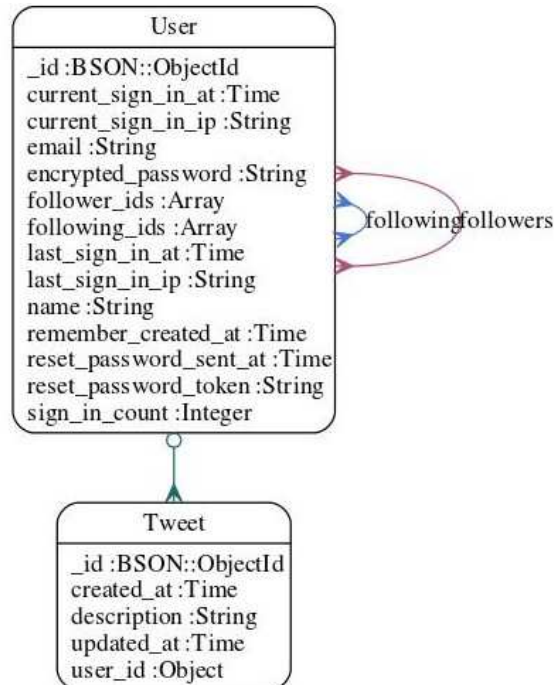 User
_id :BSON::ObjectId
current_sign_in_at :Time
current_sign_in_ip :String
email :String
encrypted_password :String
follower_ids :Array
following_ids :Array
last_sign_in_at :Time
last_sign_in_ip :String
name :String
remember_created_at :Time
reset_password_sent_at :Time
reset_password_token :String
sign_in_count :Integer
following
followers
Tweet
_id :BSON::ObjectId
created_at :Time
description :String
updated_at :Time
user_id :Object